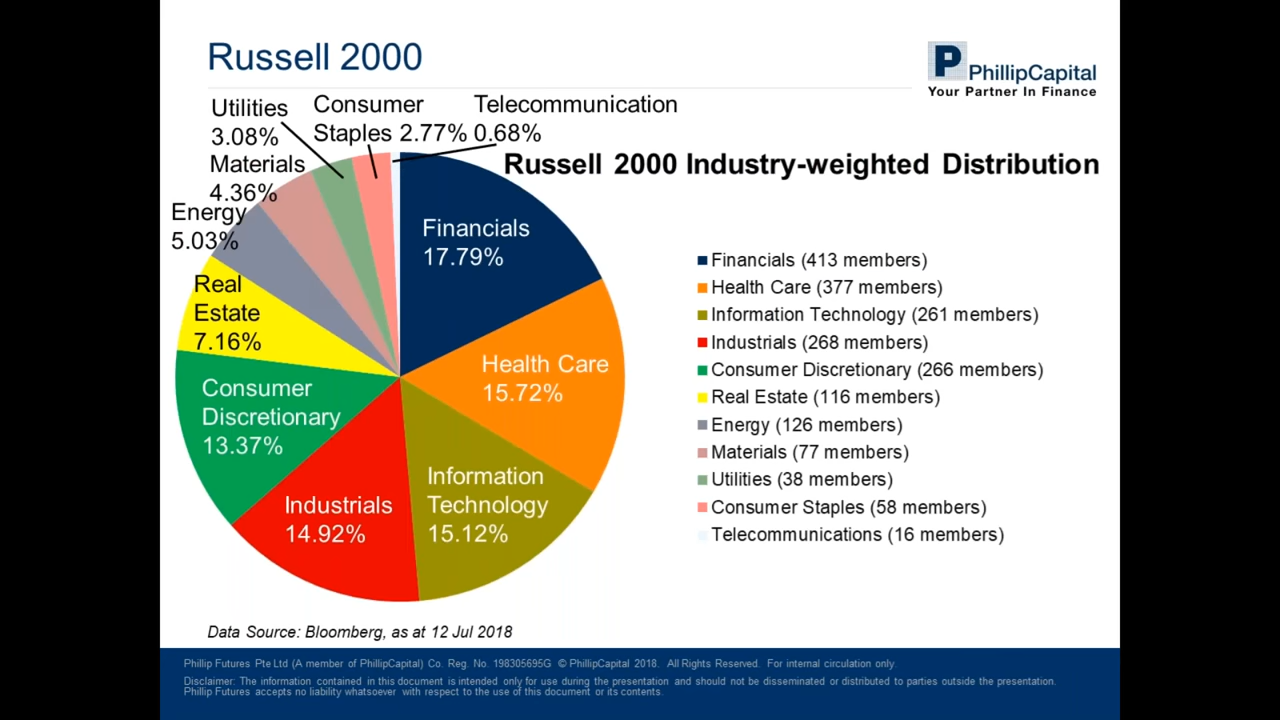 Russell 2000
P PhillipCapital
Your Partner In Finance
Utilities
3.08%
Consumer
Staples 2.77%
Telecommunication
0.68%
Materials
4.36%
Energy
5.03%
Russell 2000 Industry-weighted Distribution
Financials
17.79%
Health Care
15.72%
Information
Technology
15.12%
Industrials
14.92%
Consumer
Discretionary
13.37%
Real
Estate
7.16%
Financials (413 members)
Health Care (377 members)
Information Technology (261 members)
Industrials (268 members)
Consumer Discretionary (266 members)
Real Estate (116 members)
Energy (126 members)
Materials (77 members)
Utilities (38 members)
Consumer Staples (58 members)
Telecommunications (16 members)
Data Source: Bloomberg, as at 12 Jul 2018
Phillip Futures Pte Ltd (A member of PhillipCapital) Co. Reg. No. 198305695G © PhillipCapital 2018. All Rights Reserved. For internal circulation only.
Disclaimer: The information contained in this document is intended only for use during the presentation and should not be disseminated or distributed to parties outside the presentation.
Phillip Futures accepts no liability whatsoever with respect to the use of this document or its contents.